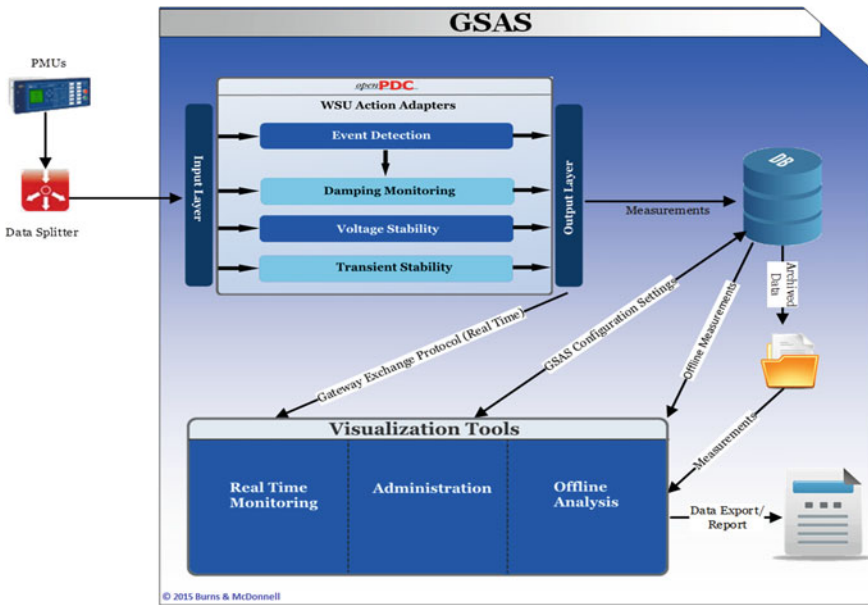 GSAS
PMUs
Data Splitter
openPDC
WSU Action Adapters
Input Layer
Event Detection
Damping Monitoring
Voltage Stability
Transient Stability
Output Layer
Measurements
DB
Archived
Data
Gateway Exchange Protocol (Real Time)
GSAS Configuration Settings
Offline Measurements
Measurements
Visualization Tools
Real Time
Monitoring
Administration
Offline
Analysis
Data Export/
Report
© 2015 Burns & McDonnell